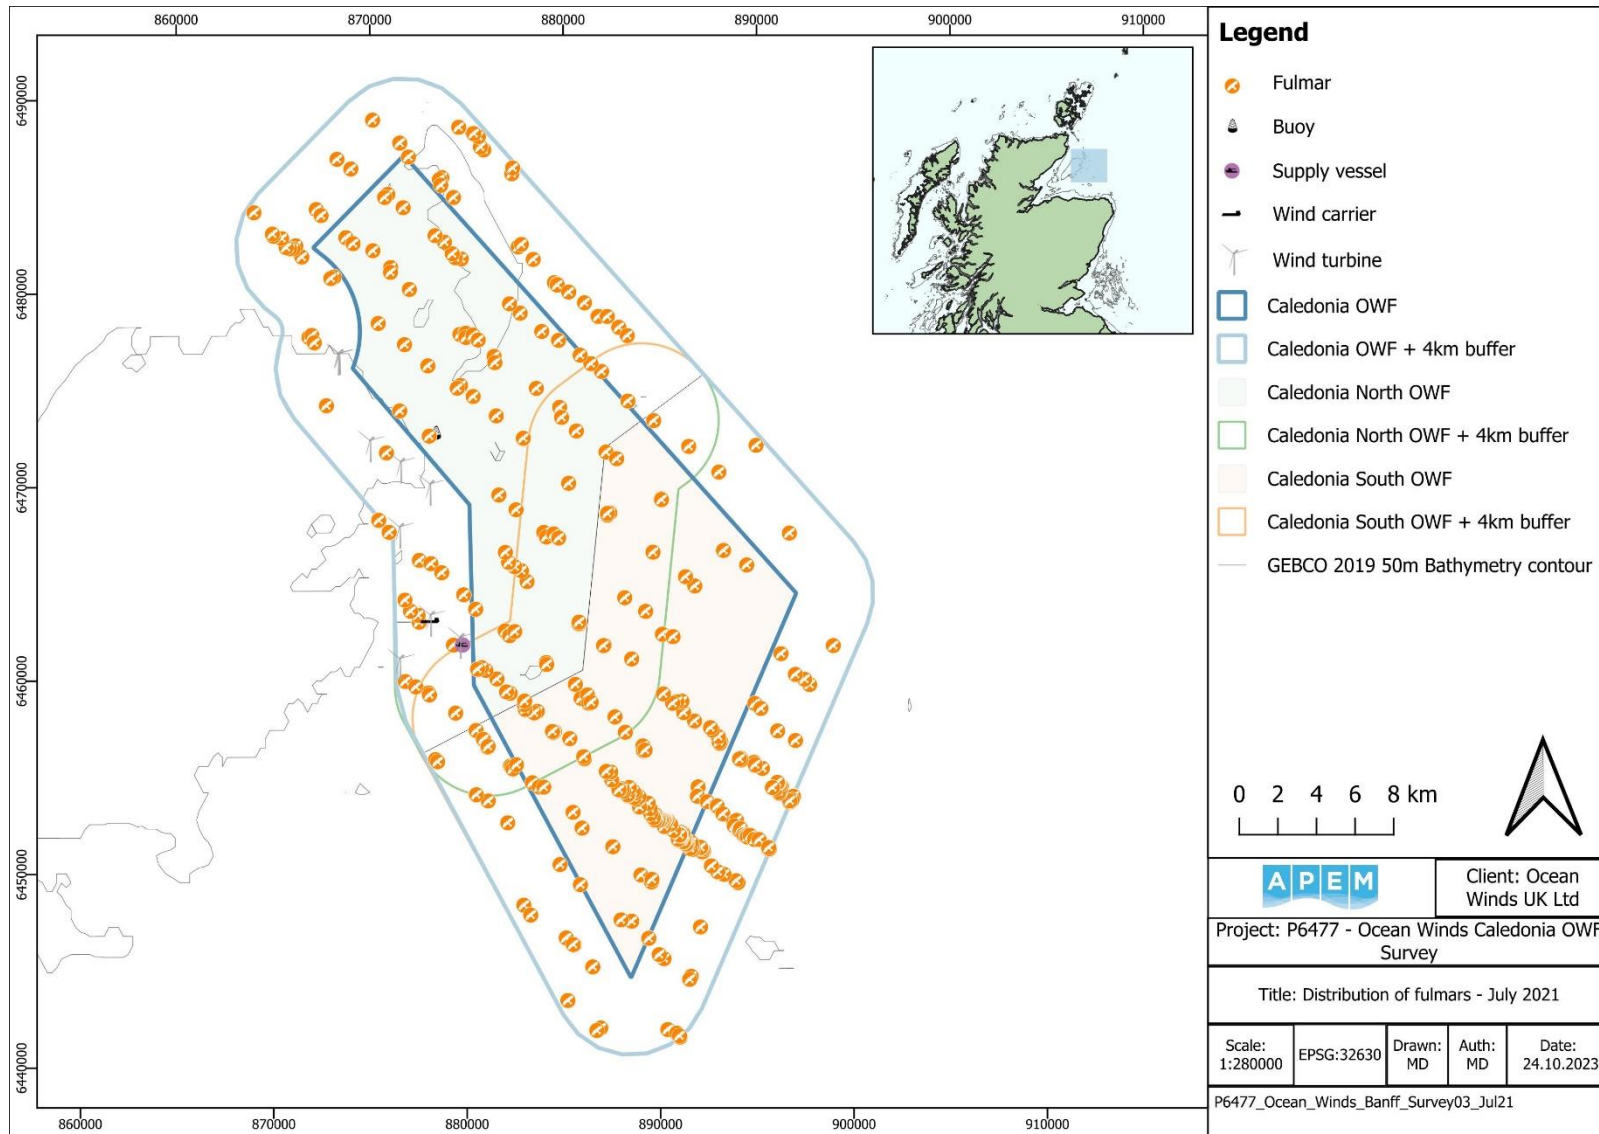 860000 870000 880000 890000 900000 910000
6490000
6480000
6470000
6460000
6450000
6440000
860000 870000 880000 890000 900000 910000
Legend
Fulmar
Buoy
Supply vessel
Wind carrier
Wind turbine
Caledonia OWF
Caledonia OWF + 4km buffer
Caledonia North OWF
Caledonia North OWF + 4km buffer
Caledonia South OWF
Caledonia South OWF + 4km buffer
GEBCO 2019 50m Bathymetry contour
0 2 4 6 8 km
APEM
Client: Ocean
Winds UK Ltd
Project: P6477 - Ocean Winds Caledonia OWF
Survey
Title: Distribution of fulmars - July 2021
Scale:
1:280000
EPSG:32630
Drawn:
MD
Auth:
MD
Date:
24.10.2023
P6477_Ocean_Winds_Banff_Survey03_Jul21